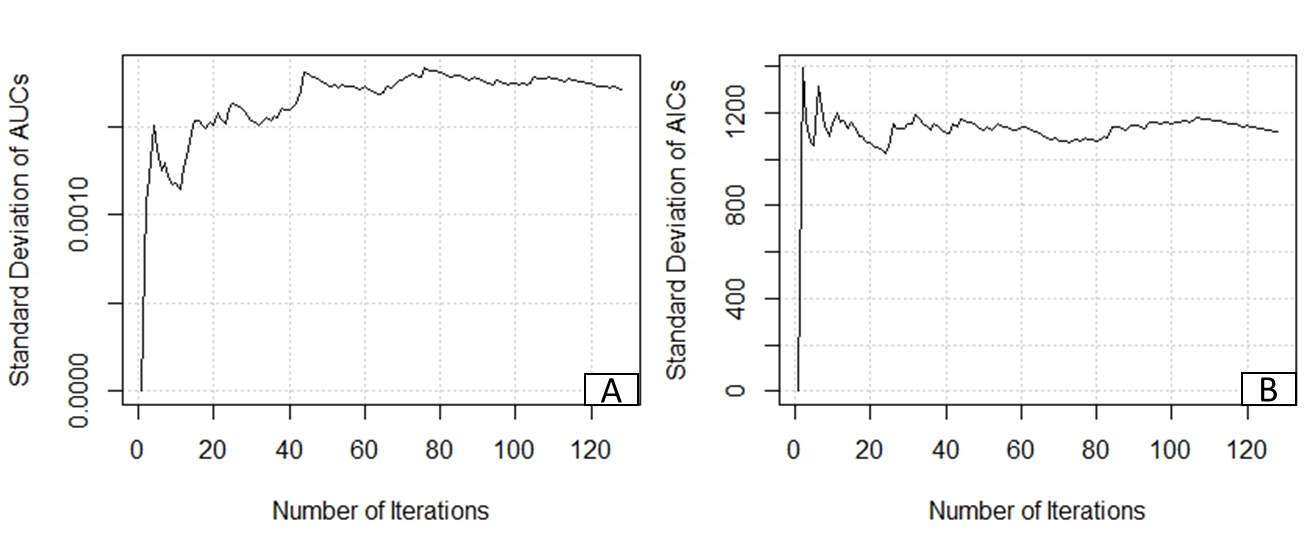 Standard Deviation of AUCs
0.0010
0.0000
0 20 40 60 80 100 120
Number of Iterations
A
Standard Deviation of AICs
1200
800
400
0
0 20 40 60 80 100 120
Number of Iterations
B